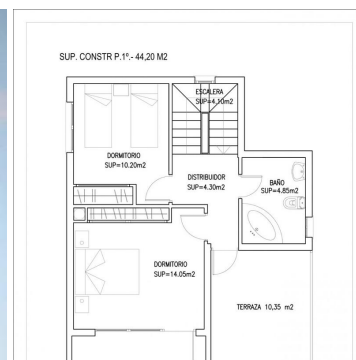 SUP. CONSTR P.1º.- 44,20 M2
ESCALERA
SUP=4.10m2
DORMITORIO
SUP=10.20m2
DISTRIBUIDOR
SUP=4.30m2
BAÑO
SUP=4.85m2
DORMITORIO
SUP=14.05m2
TERRAZA 10,35 m2